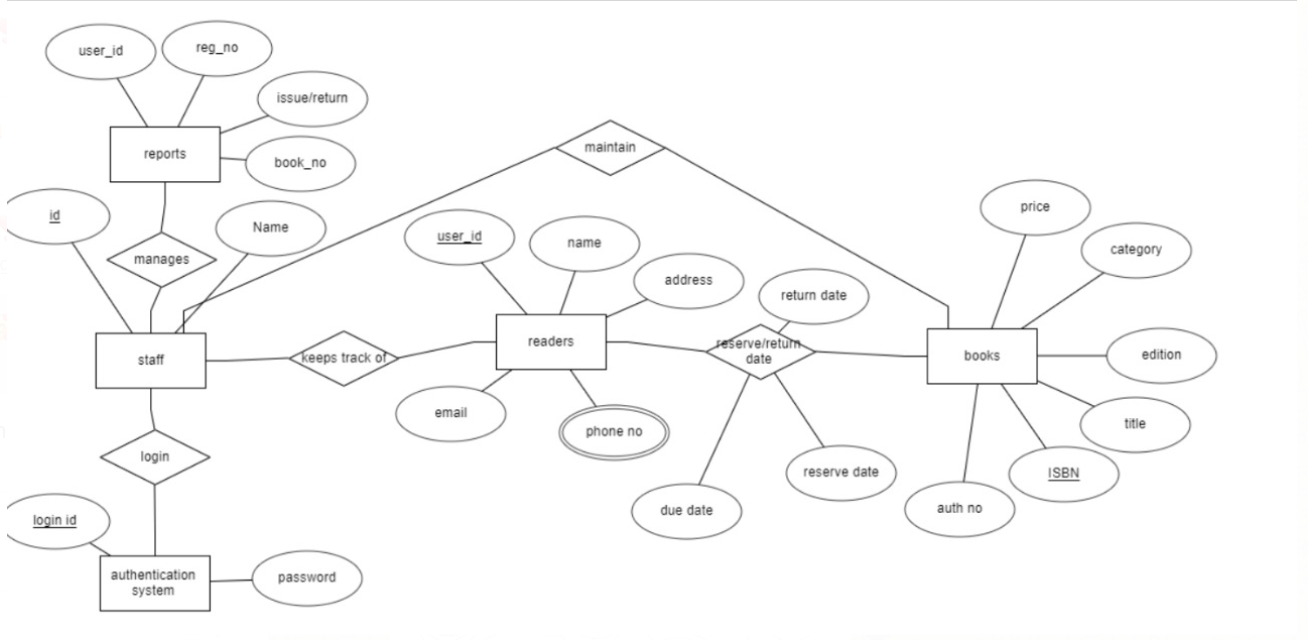 user_id
reg_no
issue/return
reports
book_no
maintain
id
Name
manages
price
category
user_id
name
address
return date
staff
keeps track of
readers
reserve/return
date
books
edition
email
phone no
title
login
reserve date
ISBN
due date
auth no
login id
authentication
system
password